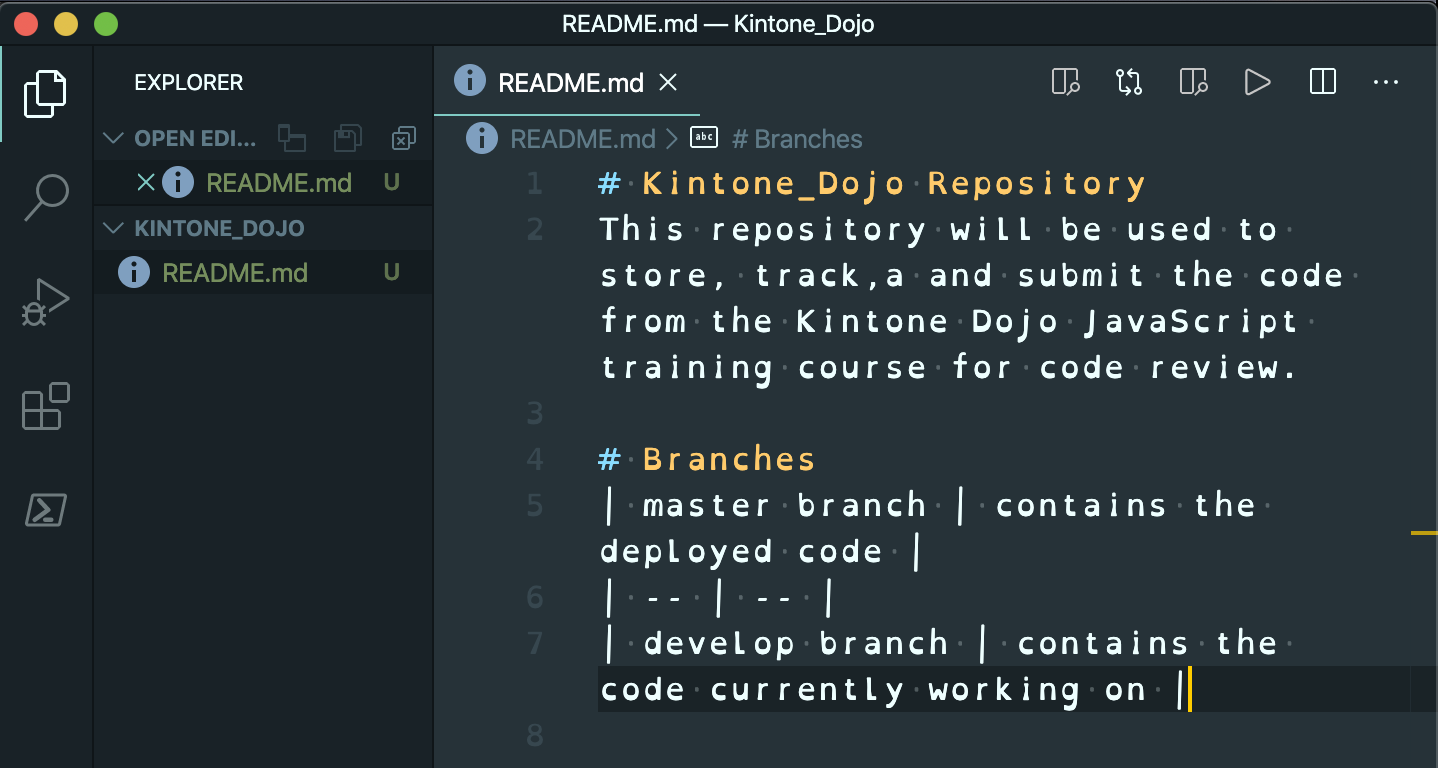 README.md — Kintone_Dojo
EXPLORER
OPEN EDI...
README.md U
KINTONE_DOJO
README.md U
README.md
README.md > # Branches
1 # Kintone_Dojo Repository
2 This repository will be used to
store, track,a and submit the code
from the Kintone Dojo JavaScript
training course for code review.
3
4 # Branches
5 | master branch | contains the
deployed code |
6 | -- | -- |
7 | develop branch | contains the
code currently working on |
8